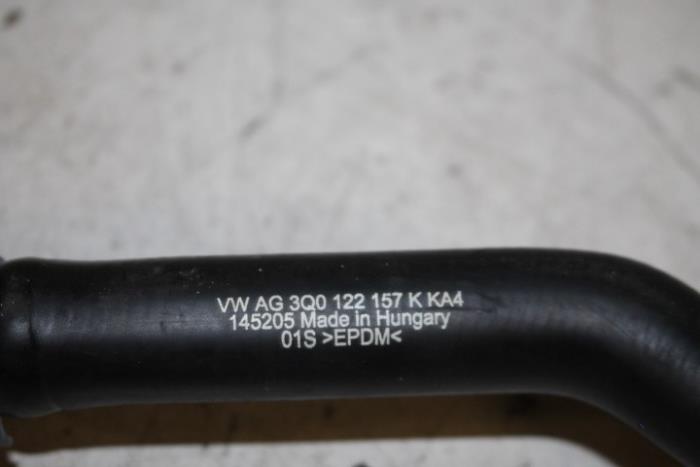 VW AG 3Q0 122 157 K KA4
145205 Made in Hungary
01S >EPDM<